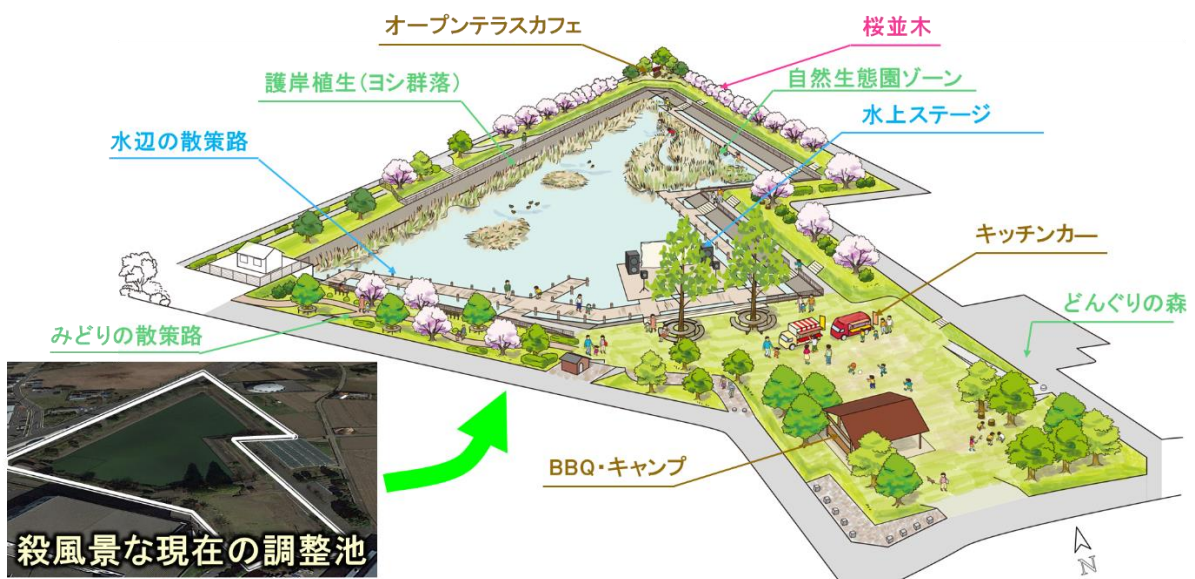 オープンテラスカフェ
桜並木
護岸植生(ヨシ群落)
自然生態園ゾーン
水辺の散策路
水上ステージ
キッチンカー
どんぐりの森
みどりの散策路
BBQ・キャンプ
殺風景な現在の調整池
N